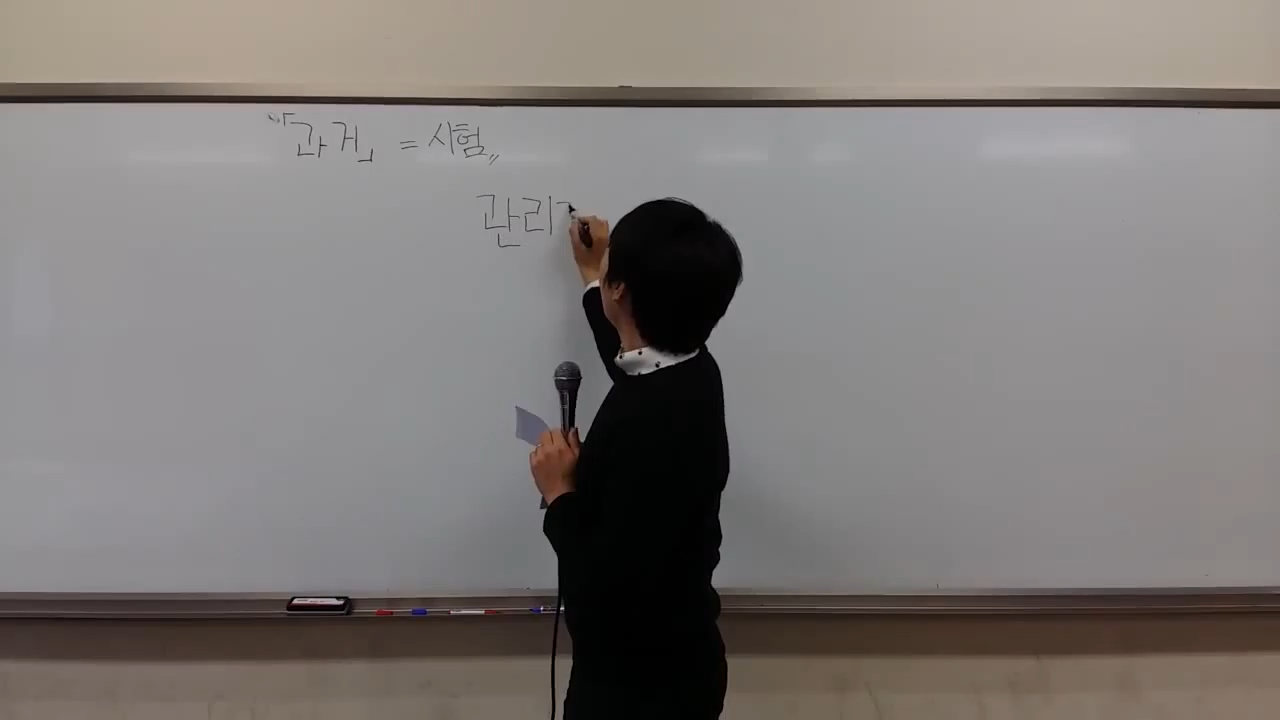 「과거」 = 시험〃
관리